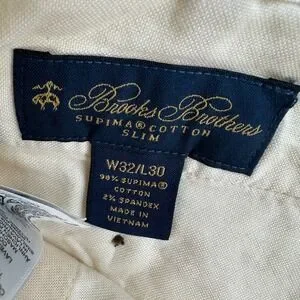 Brooks Brothers
SUPIMA® COTTON
SLIM
W32/L30
98% SUPIMA®
COTTON
2% SPANDEX
MADE IN
VIETNAM